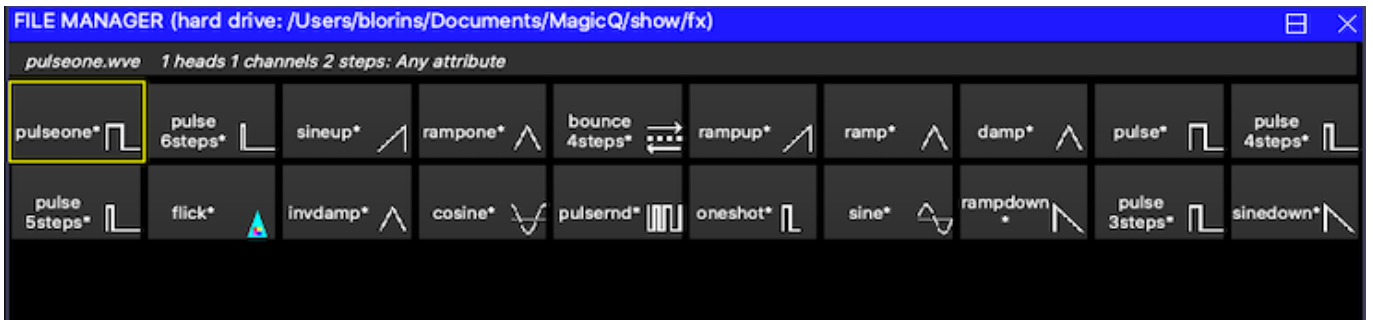 FILE MANAGER (hard drive: /Users/blorins/Documents/MagicQ/show/fx)
pulseone.wve 1 heads 1 channels 2 steps: Any attribute
pulseone*
pulse
6steps*
sineup*
rampone*
bounce
4steps*
rampup*
ramp*
damp*
pulse*
pulse
4steps*
pulse
5steps*
flick*
invdamp*
cosine*
pulsernd*
oneshot*
sine*
rampdown
*
pulse
3steps*
sinedown*